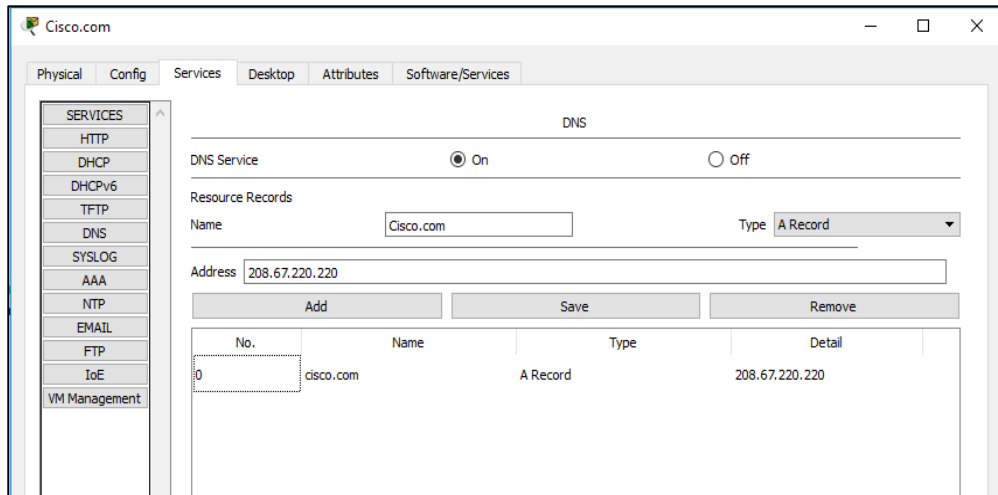 Cisco.com
Physical Config Services Desktop Attributes Software/Services
SERVICES
HTTP
DHCP
DHCPv6
TFTP
DNS
SYSLOG
AAA
NTP
EMAIL
FTP
IoE
VM Management
DNS
DNS Service On Off
Resource Records
Name Cisco.com Type A Record
Address 208.67.220.220
Add Save Remove
No. Name Type Detail
0 cisco.com A Record 208.67.220.220